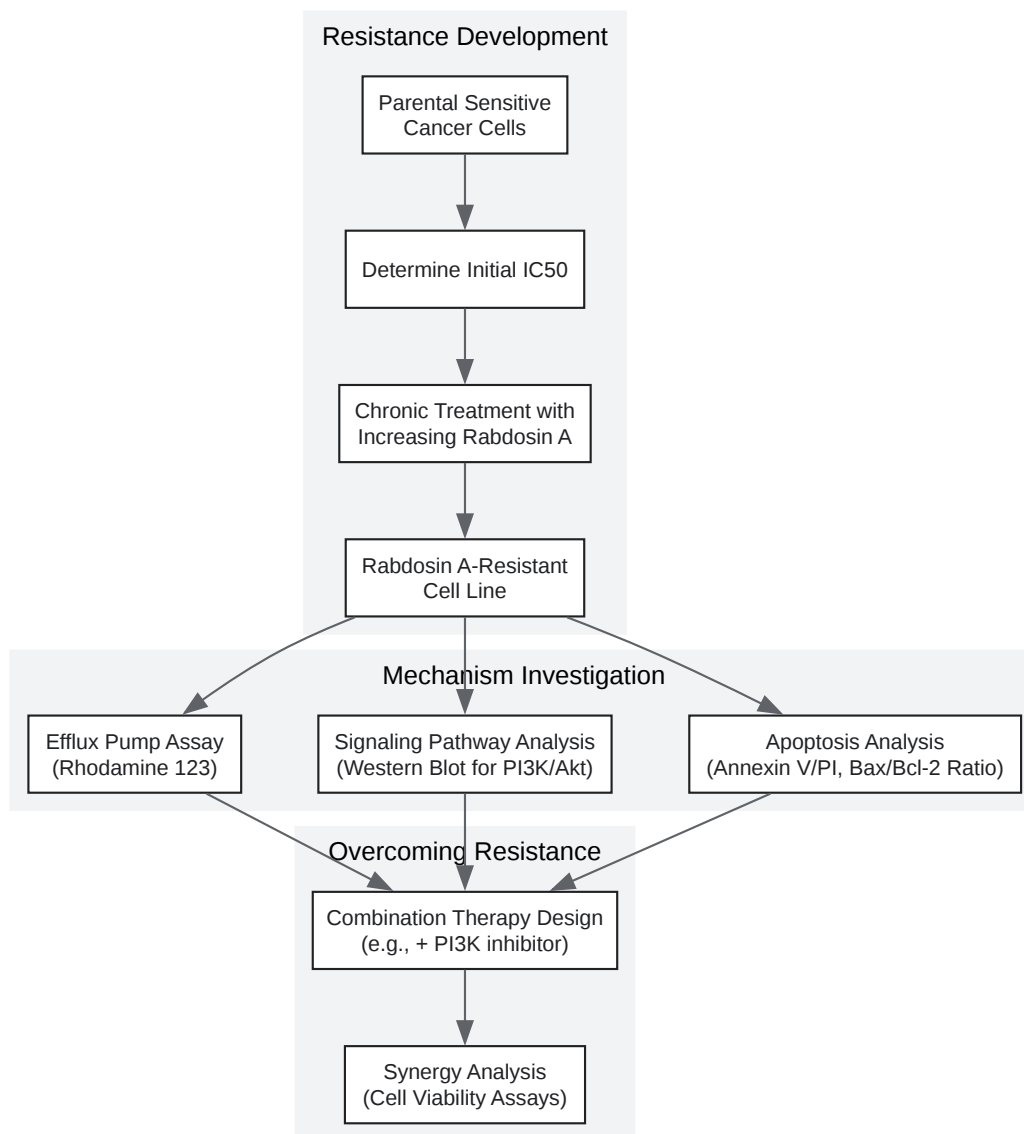 Resistance Development
Parental Sensitive
Cancer Cells
Determine Initial IC50
Chronic Treatment with
Increasing Rabdosin A
Rabdosin A-Resistant
Cell Line
Mechanism Investigation
Efflux Pump Assay
(Rhodamine 123)
Signaling Pathway Analysis
(Western Blot for PI3K/Akt)
Apoptosis Analysis
(Annexin V/PI, Bax/Bcl-2 Ratio)
Overcoming Resistance
Combination Therapy Design
(e.g., + PI3K inhibitor)
Synergy Analysis
(Cell Viability Assays)